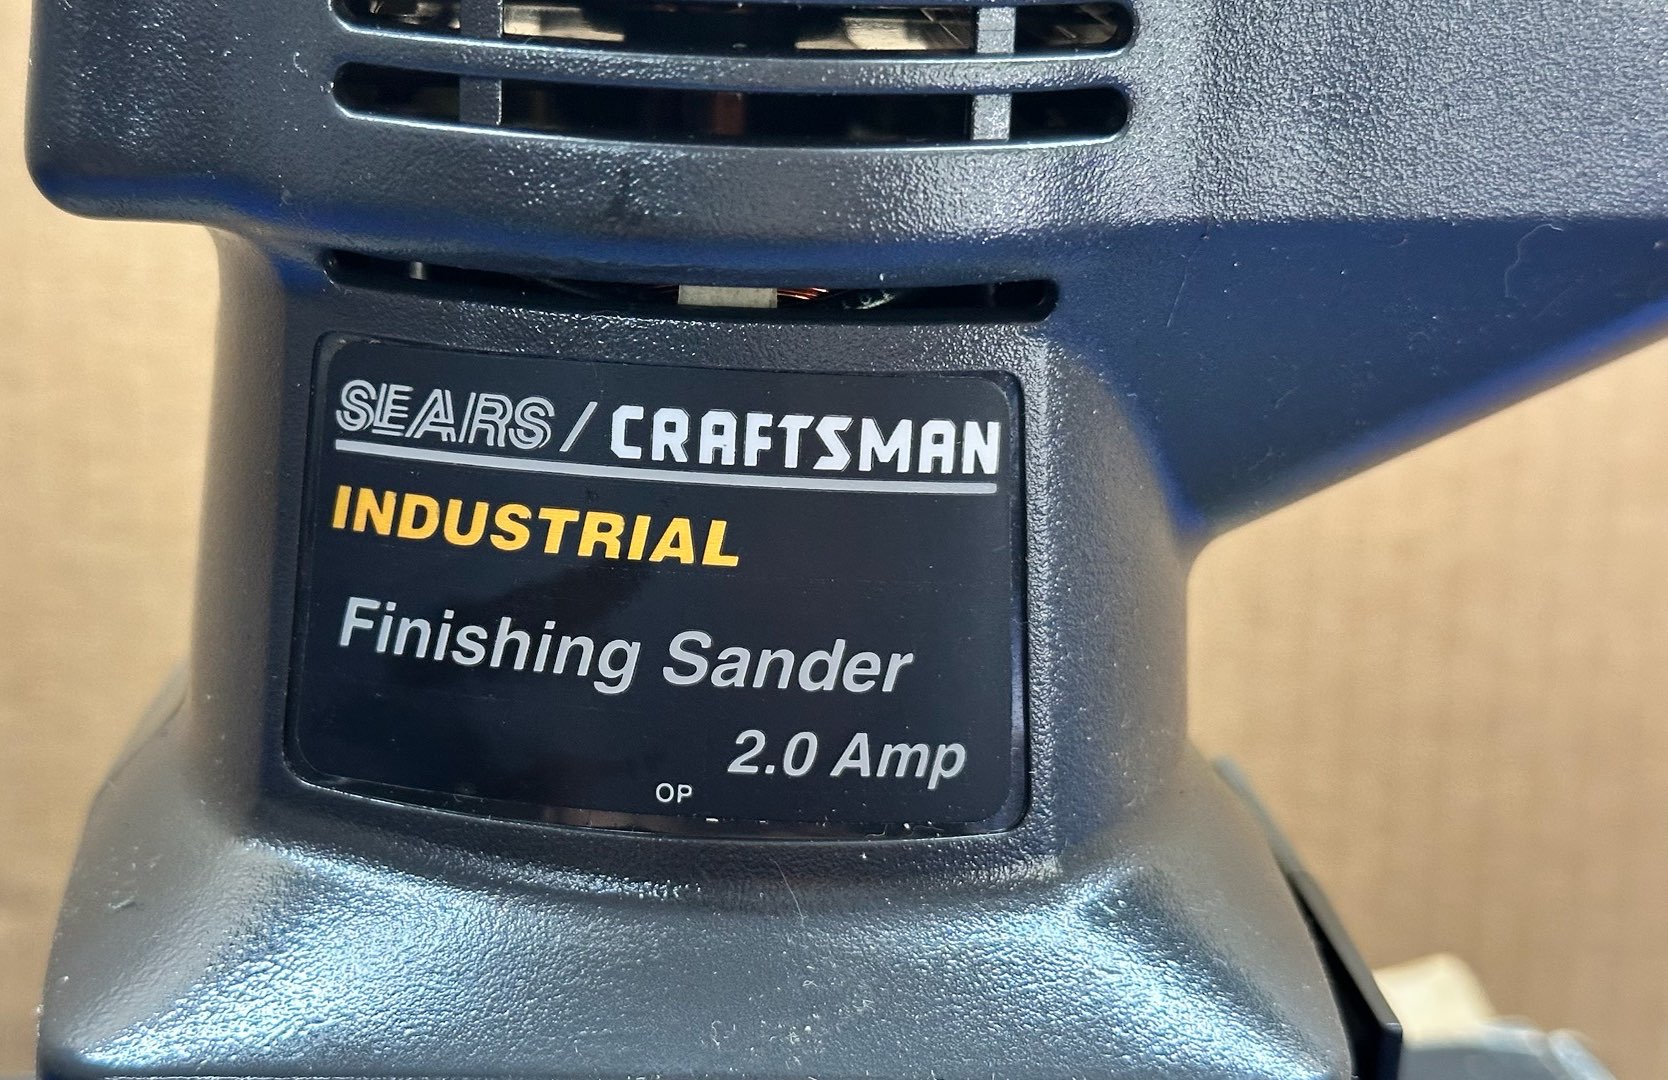 SEARS / CRAFTSMAN
INDUSTRIAL
Finishing Sander
2.0 Amp
OP